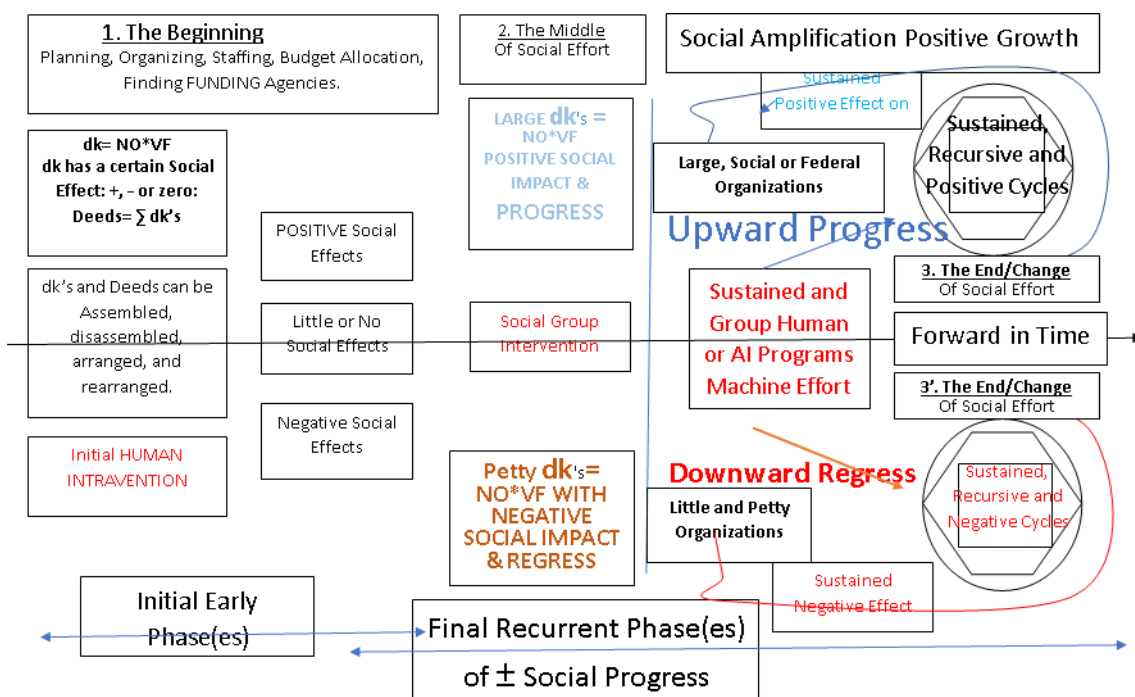 1. The Beginning
Planning, Organizing, Staffing, Budget Allocation,
Finding FUNDING Agencies.
2. The Middle
Of Social Effort
Social Amplification Positive Growth
Sustained
Positive Effect on
dk= NO*VF
dk has a certain Social
Effect: +, – or zero:
Deeds= ∑ dk's
LARGE dk's =
NO*VF
POSITIVE SOCIAL
IMPACT &
PROGRESS
Large, Social or Federal
Organizations
Sustained,
Recursive and
Positive Cycles
POSITIVE Social
Effects
Upward Progress
dk's and Deeds can be
Assembled,
disassembled,
arranged, and
rearranged.
Little or No
Social Effects
Social Group
Intervention
Sustained and
Group Human
or AI Programs
Machine Effort
3. The End/Change
Of Social Effort
Forward in Time
3'. The End/Change
Of Social Effort
Negative Social
Effects
Initial HUMAN
INTRAVENTION
Petty dk's=
NO*VF WITH
NEGATIVE
SOCIAL IMPACT
& REGRESS
Downward Regress
Little and Petty
Organizations
Sustained,
Recursive and
Negative Cycles
Sustained
Negative Effect
Initial Early
Phase(es)
Final Recurrent Phase(es)
of ± Social Progress